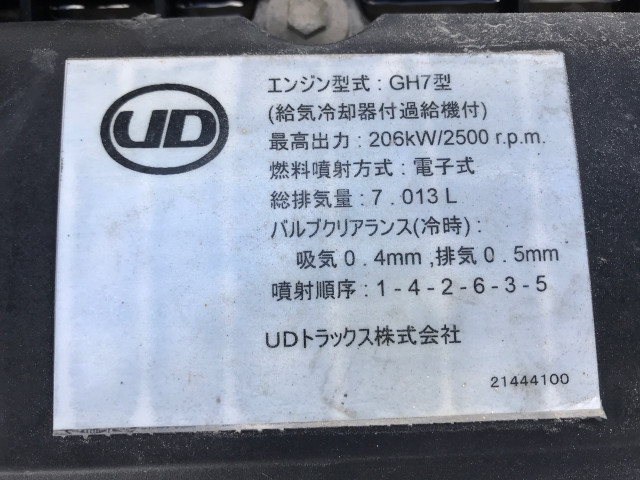 UD
エンジン型式：GH7型
(給気冷却器付過給機付)
最高出力：206kW/2500 r.p.m.
燃料噴射方式：電子式
総排気量：7．013 L
バルブクリアランス(冷時)：
吸気0．4mm ,排気0．5mm
噴射順序：1-4-2-6-3-5
UDトラックス株式会社
21444100